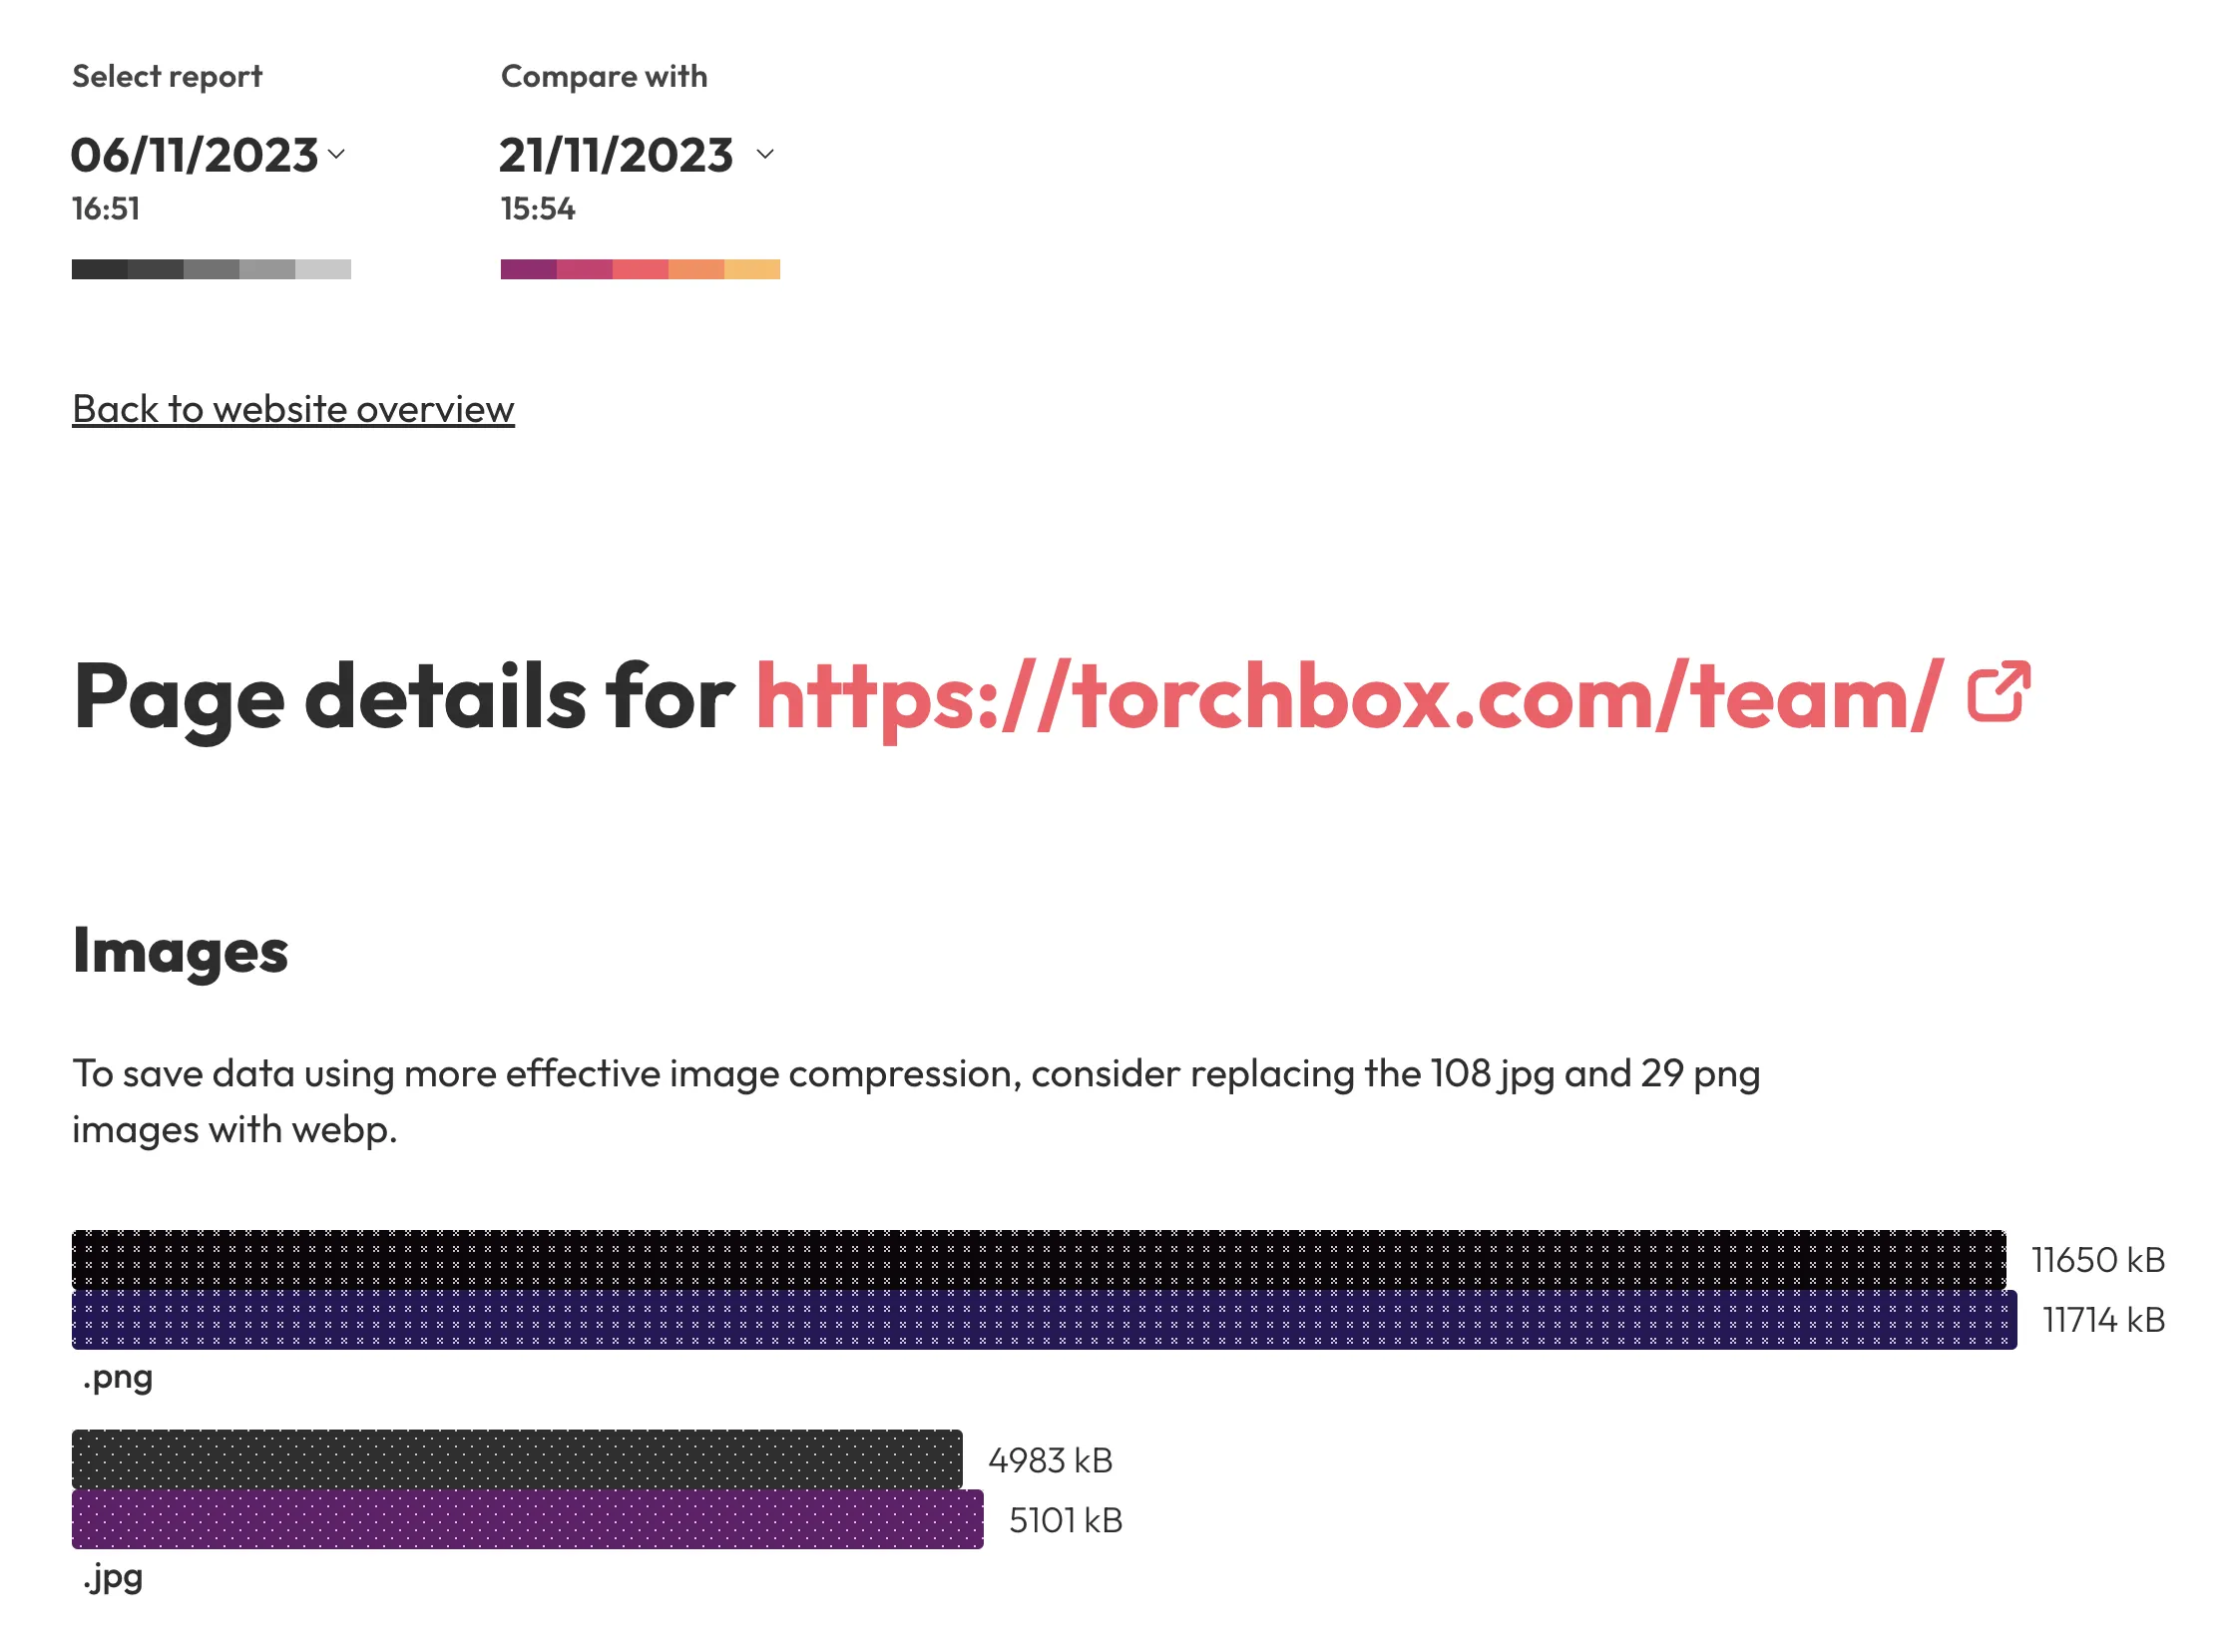 Select report
Compare with
06/11/2023
21/11/2023
16:51
15:54
Back to website overview
Page details for https://torchbox.com/team/
Images
To save data using more effective image compression, consider replacing the 108 jpg and 29 png
images with webp.
11650 kB
11714 kB
.png
4983 kB
5101 kB
.jpg